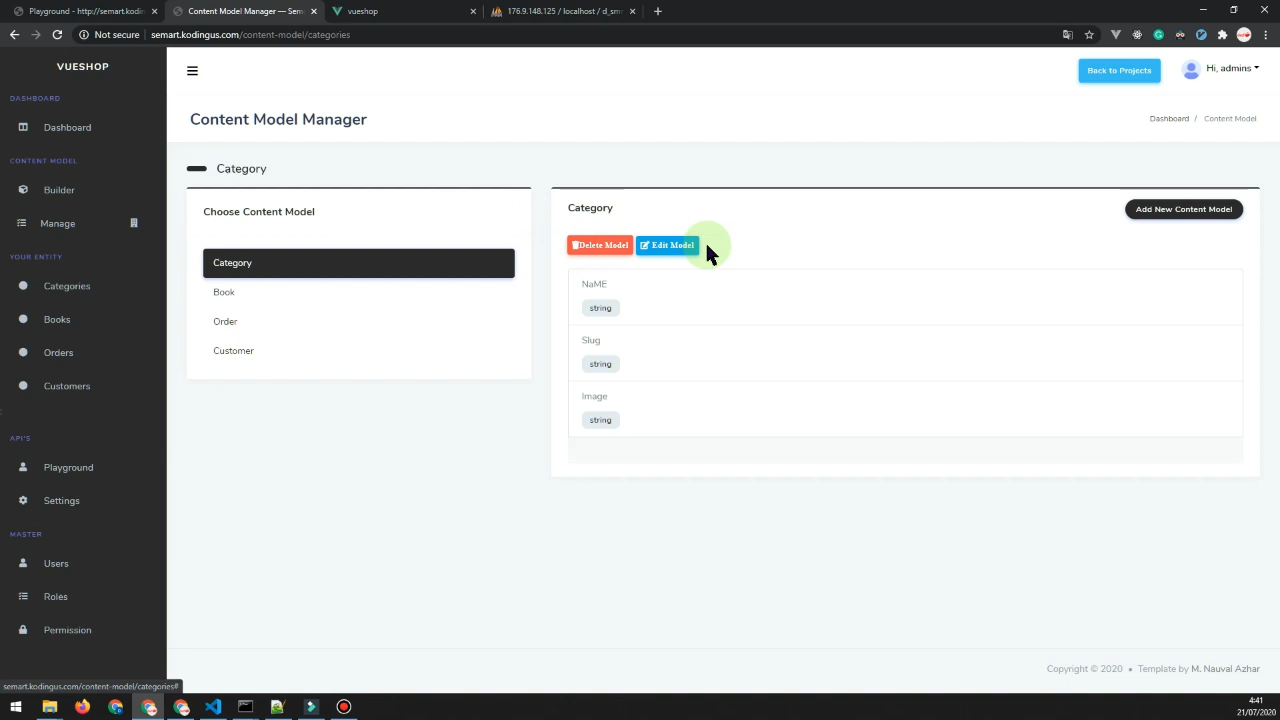 Playground - http://semart.koding
Content Model Manager — Sem
vueshop
176.9.148.125 / localhost / d_sm
Not secure
semart.kodingus.com/content-model/categories
VUESHOP
Back to Projects
Hi, admins
DASHBOARD
Dashboard
Content Model Manager
Dashboard / Content Model
CONTENT MODEL
Builder
Manage
YOUR ENTITY
Categories
Books
Orders
Customers
API'S
Playground
Settings
MASTER
Users
Roles
Permission
Category
Choose Content Model
Category
Book
Order
Customer
Category
Add New Content Model
Delete Model
Edit Model
NaME
string
Slug
string
Image
string
Copyright © 2020 • Template by M. Nauval Azhar
semart.kodingus.com/content-model/categories#
4:41
21/07/2020